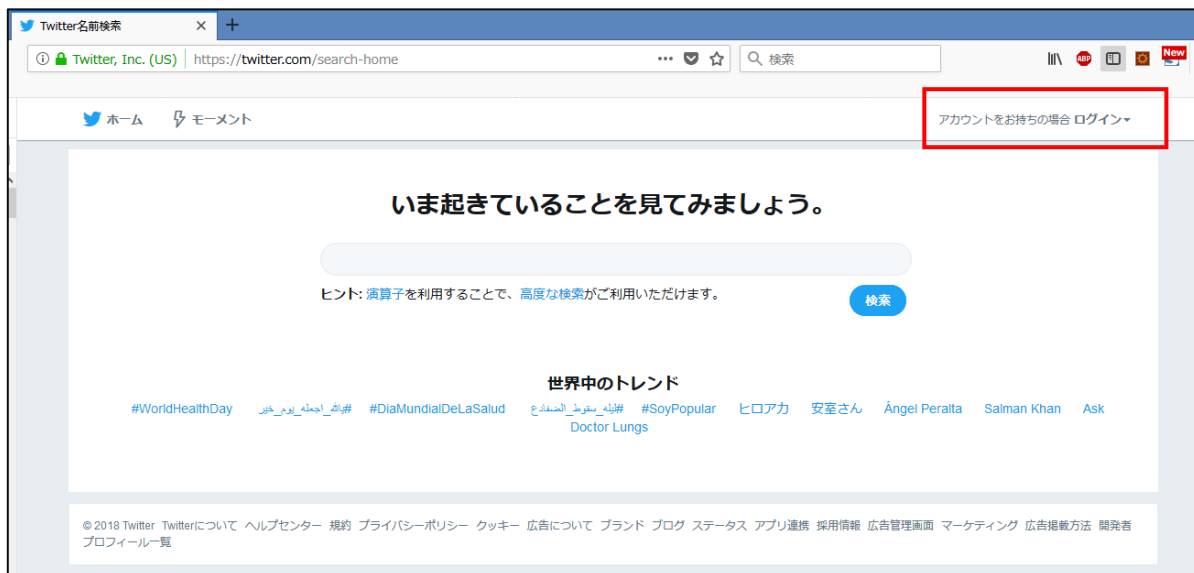 Twitter名前検索
Twitter, Inc. (US) https://twitter.com/search-home 検索
ABP New
ホーム モーメント アカウントをお持ちの場合 ログイン
いま起きていることを見てみましょう。
ヒント: 演算子を利用することで、高度な検索がご利用いただけます。
検索
世界中のトレンド
#WorldHealthDay #بالله_اجعله_يوم_خير #DiaMundialDeLaSalud #ليله_سقوط_الضفادع #SoyPopular ヒロアカ 安室さん Ángel Peralta Salman Khan Ask
Doctor Lungs
© 2018 Twitter Twitterについて ヘルプセンター 規約 プライバシーポリシー クッキー 広告について ブランド ブログ ステータス アプリ連携 採用情報 広告管理画面 マーケティング 広告掲載方法 開発者
プロフィール一覧